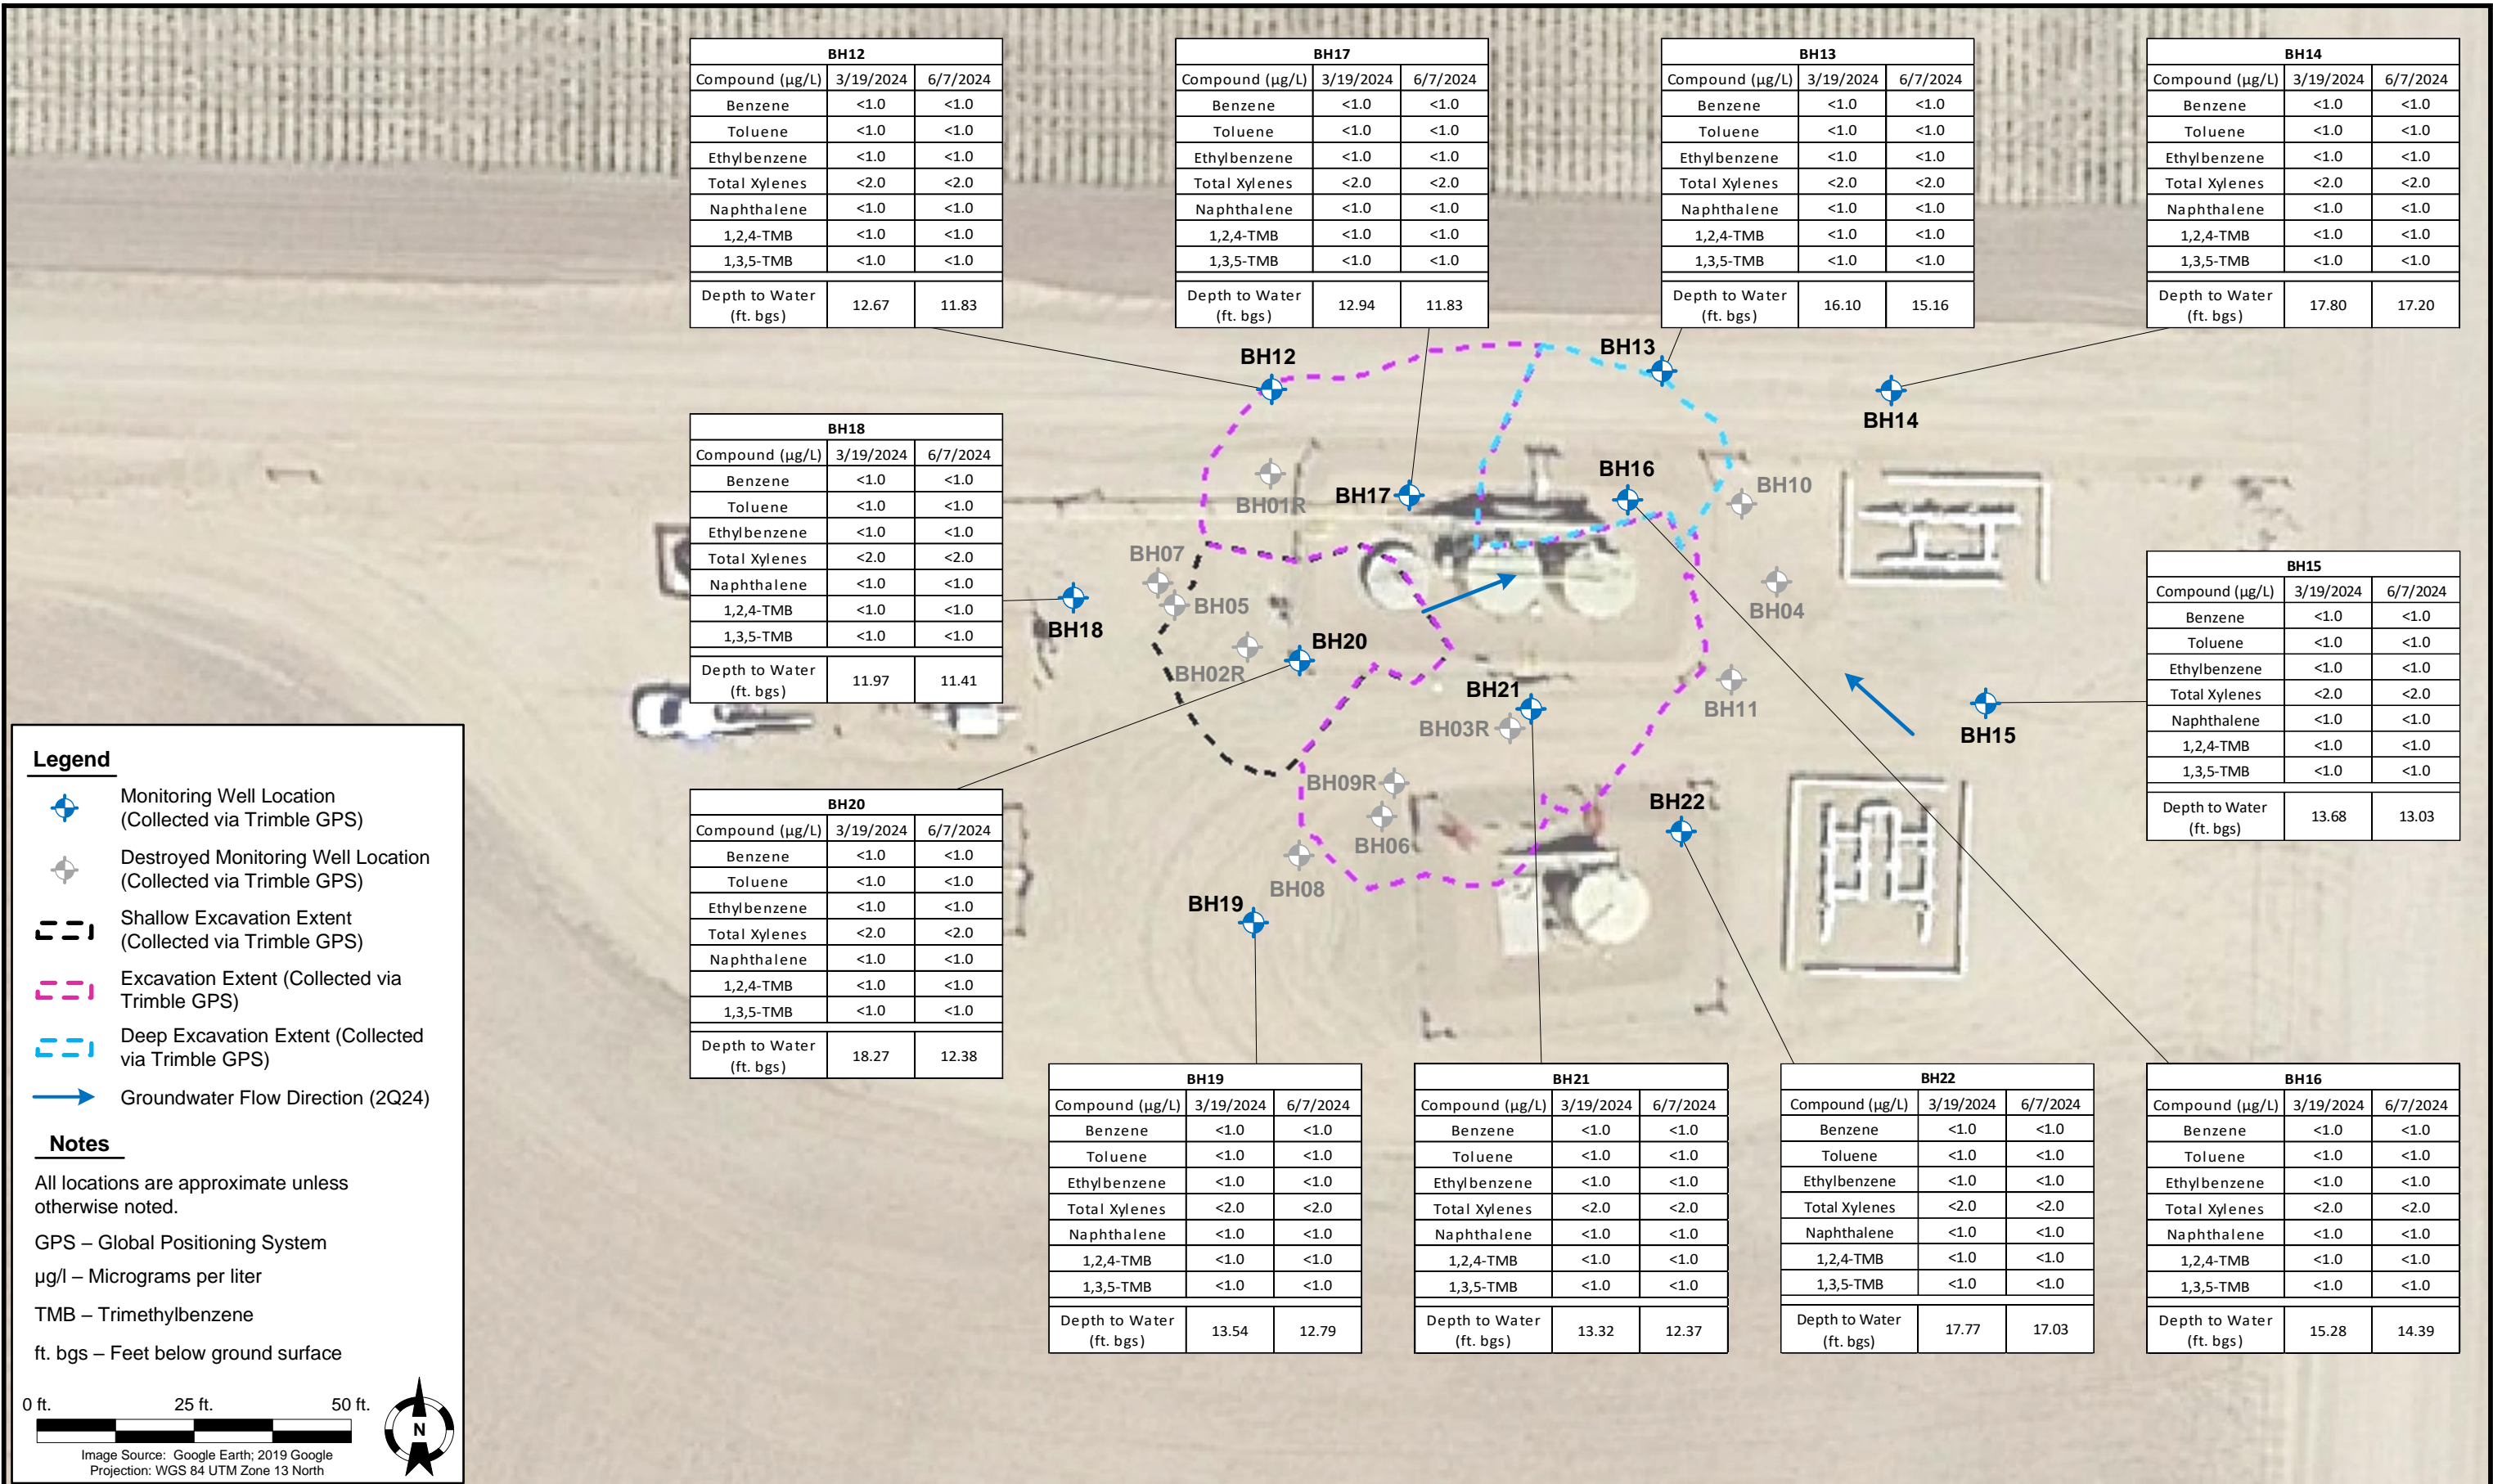 BH12
Compound (µg/L) 3/19/2024 6/7/2024
Benzene <1.0 <1.0
Toluene <1.0 <1.0
Ethylbenzene <1.0 <1.0
Total Xylenes <2.0 <2.0
Naphthalene <1.0 <1.0
1,2,4-TMB <1.0 <1.0
1,3,5-TMB <1.0 <1.0
Depth to Water
(ft. bgs) 12.67 11.83
BH17
Compound (µg/L) 3/19/2024 6/7/2024
Benzene <1.0 <1.0
Toluene <1.0 <1.0
Ethylbenzene <1.0 <1.0
Total Xylenes <2.0 <2.0
Naphthalene <1.0 <1.0
1,2,4-TMB <1.0 <1.0
1,3,5-TMB <1.0 <1.0
Depth to Water
(ft. bgs) 12.94 11.83
BH13
Compound (µg/L) 3/19/2024 6/7/2024
Benzene <1.0 <1.0
Toluene <1.0 <1.0
Ethylbenzene <1.0 <1.0
Total Xylenes <2.0 <2.0
Naphthalene <1.0 <1.0
1,2,4-TMB <1.0 <1.0
1,3,5-TMB <1.0 <1.0
Depth to Water
(ft. bgs) 16.10 15.16
BH14
Compound (µg/L) 3/19/2024 6/7/2024
Benzene <1.0 <1.0
Toluene <1.0 <1.0
Ethylbenzene <1.0 <1.0
Total Xylenes <2.0 <2.0
Naphthalene <1.0 <1.0
1,2,4-TMB <1.0 <1.0
1,3,5-TMB <1.0 <1.0
Depth to Water
(ft. bgs) 17.80 17.20
BH18
Compound (µg/L) 3/19/2024 6/7/2024
Benzene <1.0 <1.0
Toluene <1.0 <1.0
Ethylbenzene <1.0 <1.0
Total Xylenes <2.0 <2.0
Naphthalene <1.0 <1.0
1,2,4-TMB <1.0 <1.0
1,3,5-TMB <1.0 <1.0
Depth to Water
(ft. bgs) 11.97 11.41
BH12
BH13
BH14
BH01R
BH17
BH16
BH10
BH07
BH05
BH04
BH18
BH02R
BH20
BH21
BH03R
BH11
BH15
BH09R
BH06
BH22
BH08
BH19
BH15
Compound (µg/L) 3/19/2024 6/7/2024
Benzene <1.0 <1.0
Toluene <1.0 <1.0
Ethylbenzene <1.0 <1.0
Total Xylenes <2.0 <2.0
Naphthalene <1.0 <1.0
1,2,4-TMB <1.0 <1.0
1,3,5-TMB <1.0 <1.0
Depth to Water
(ft. bgs) 13.68 13.03
BH20
Compound (µg/L) 3/19/2024 6/7/2024
Benzene <1.0 <1.0
Toluene <1.0 <1.0
Ethylbenzene <1.0 <1.0
Total Xylenes <2.0 <2.0
Naphthalene <1.0 <1.0
1,2,4-TMB <1.0 <1.0
1,3,5-TMB <1.0 <1.0
Depth to Water
(ft. bgs) 18.27 12.38
BH19
Compound (µg/L) 3/19/2024 6/7/2024
Benzene <1.0 <1.0
Toluene <1.0 <1.0
Ethylbenzene <1.0 <1.0
Total Xylenes <2.0 <2.0
Naphthalene <1.0 <1.0
1,2,4-TMB <1.0 <1.0
1,3,5-TMB <1.0 <1.0
Depth to Water
(ft. bgs) 13.54 12.79
BH21
Compound (µg/L) 3/19/2024 6/7/2024
Benzene <1.0 <1.0
Toluene <1.0 <1.0
Ethylbenzene <1.0 <1.0
Total Xylenes <2.0 <2.0
Naphthalene <1.0 <1.0
1,2,4-TMB <1.0 <1.0
1,3,5-TMB <1.0 <1.0
Depth to Water
(ft. bgs) 13.32 12.37
BH22
Compound (µg/L) 3/19/2024 6/7/2024
Benzene <1.0 <1.0
Toluene <1.0 <1.0
Ethylbenzene <1.0 <1.0
Total Xylenes <2.0 <2.0
Naphthalene <1.0 <1.0
1,2,4-TMB <1.0 <1.0
1,3,5-TMB <1.0 <1.0
Depth to Water
(ft. bgs) 17.77 17.03
BH16
Compound (µg/L) 3/19/2024 6/7/2024
Benzene <1.0 <1.0
Toluene <1.0 <1.0
Ethylbenzene <1.0 <1.0
Total Xylenes <2.0 <2.0
Naphthalene <1.0 <1.0
1,2,4-TMB <1.0 <1.0
1,3,5-TMB <1.0 <1.0
Depth to Water
(ft. bgs) 15.28 14.39
Legend
Monitoring Well Location
(Collected via Trimble GPS)
Destroyed Monitoring Well Location
(Collected via Trimble GPS)
Shallow Excavation Extent
(Collected via Trimble GPS)
Excavation Extent (Collected via
Trimble GPS)
Deep Excavation Extent (Collected
via Trimble GPS)
Groundwater Flow Direction (2Q24)
Notes
All locations are approximate unless
otherwise noted.
GPS – Global Positioning System
µg/l – Micrograms per liter
TMB – Trimethylbenzene
ft. bgs – Feet below ground surface
0 ft. 25 ft. 50 ft.
N
Image Source: Google Earth; 2019 Google
Projection: WGS 84 UTM Zone 13 North